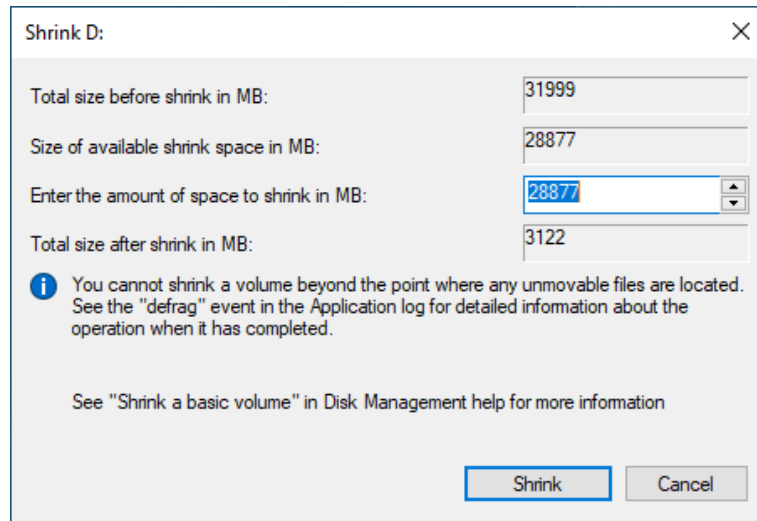 Shrink D:
Total size before shrink in MB: 31999
Size of available shrink space in MB: 28877
Enter the amount of space to shrink in MB: 28877
Total size after shrink in MB: 3122
You cannot shrink a volume beyond the point where any unmovable files are located.
See the "defrag" event in the Application log for detailed information about the
operation when it has completed.
See "Shrink a basic volume" in Disk Management help for more information
Shrink Cancel